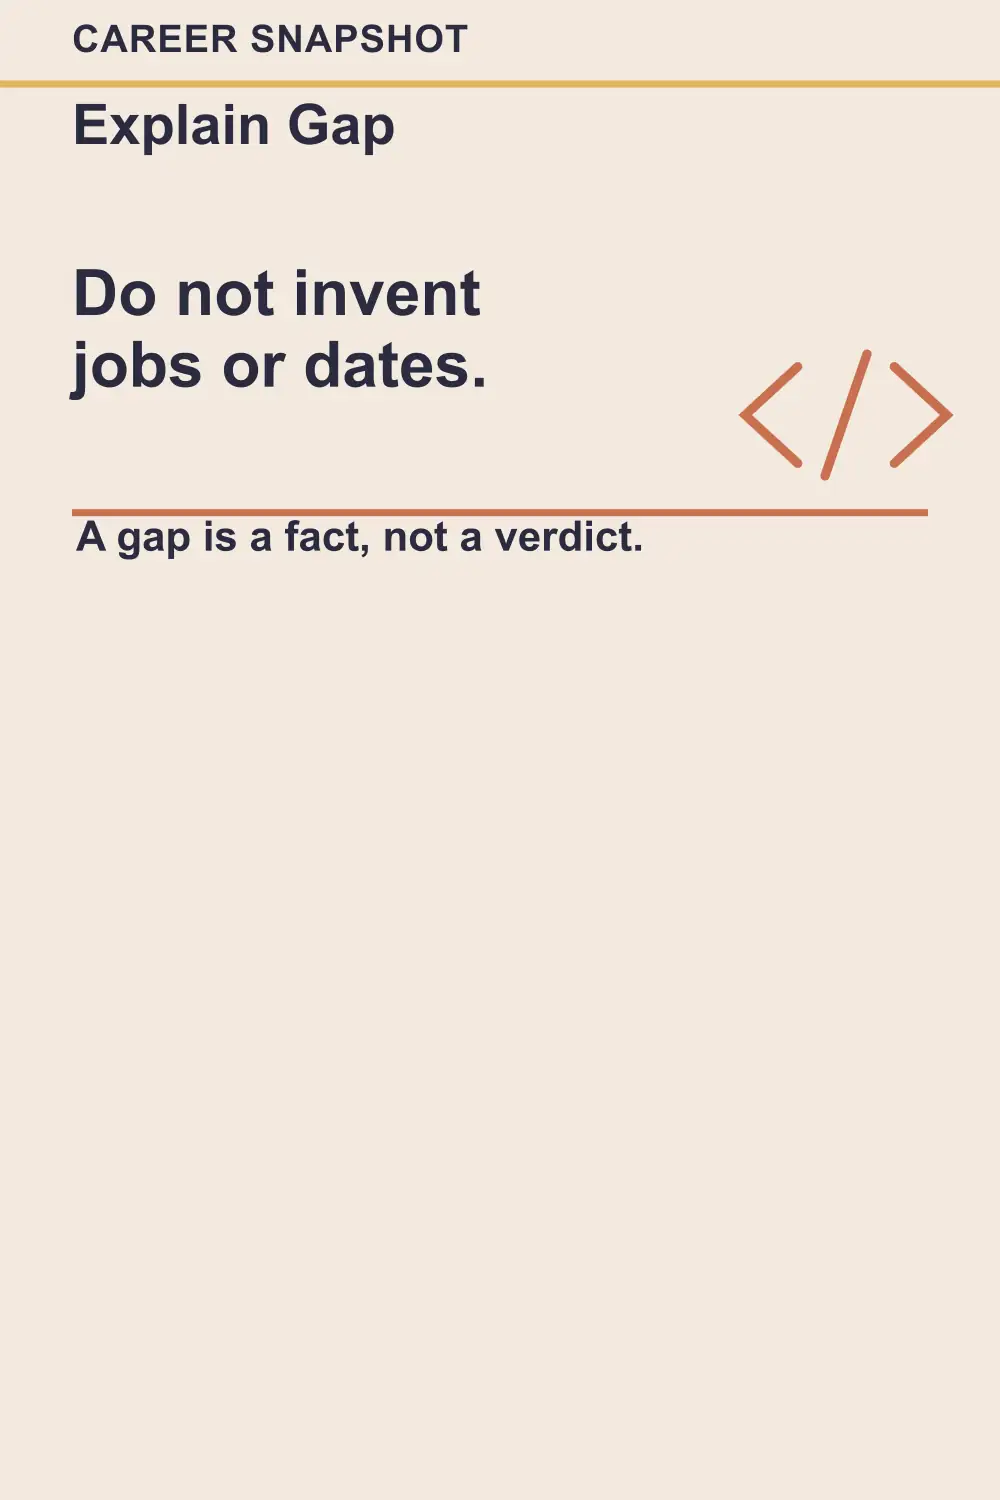 CAREER SNAPSHOT
Explain Gap
Do not invent
jobs or dates.
</>
A gap is a fact, not a verdict.